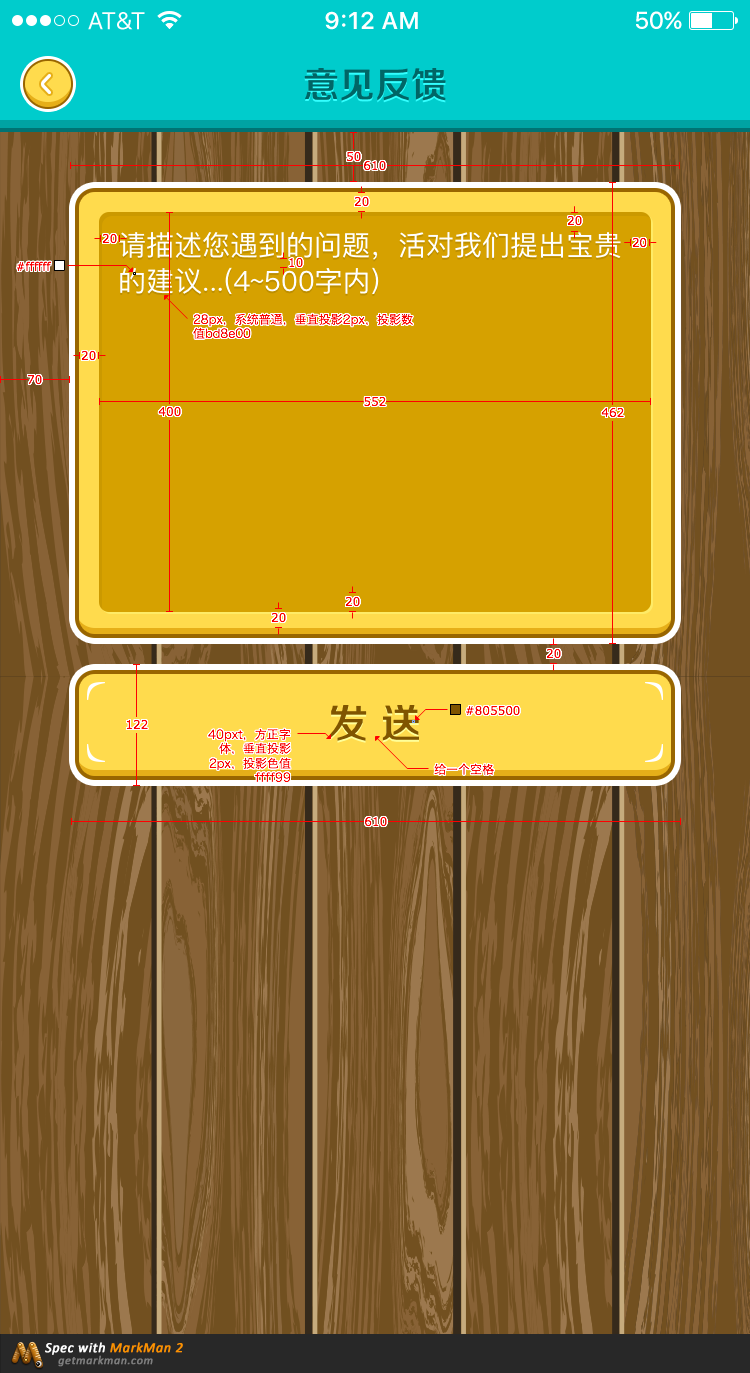 AT&T
9:12 AM
50%
意见反馈
50
610
20
20
20
20
请描述您遇到的问题，活对我们提出宝贵
#ffffff
10
的建议...(4~500字内)
28px，系统普通，垂直投影2px，投影数
值bd8e00
20
70
552
400
462
20
20
20
发 送
#805500
122
40pxt，方正字
体，垂直投影
2px，投影色值
ffff99
给一个空格
610
Spec with MarkMan 2
getmarkman.com